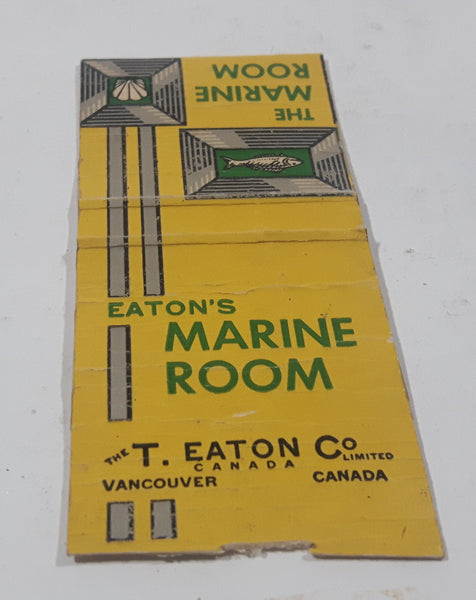 THE
MARINE
ROOM
EATON'S
MARINE
ROOM
THE T. EATON CO LIMITED
CANADA
VANCOUVER CANADA